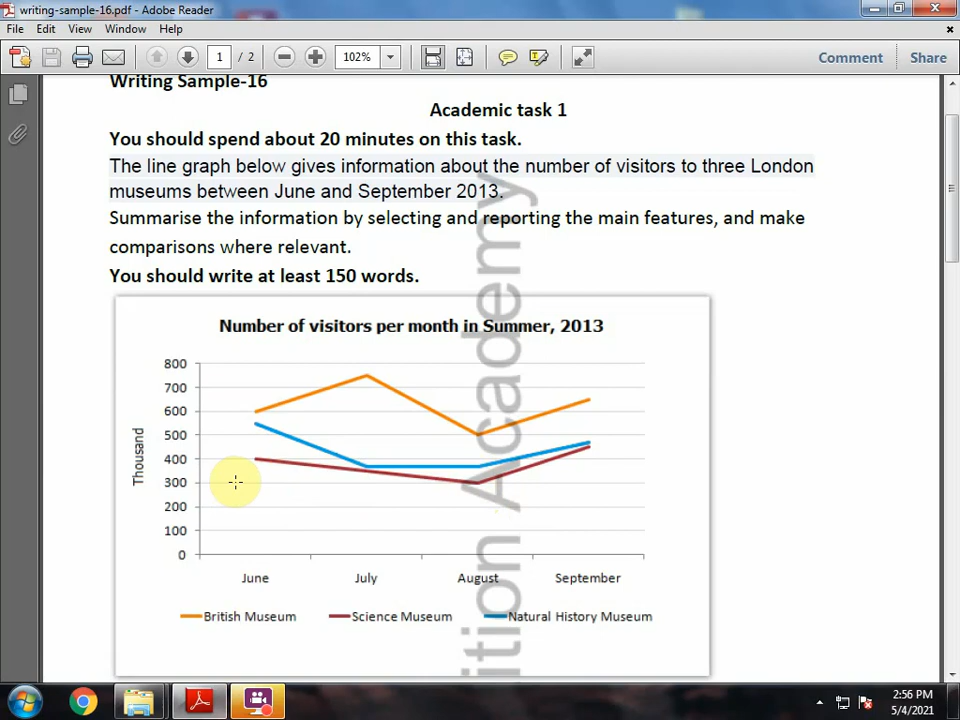 writing-sample-16.pdf - Adobe Reader
File Edit View Window Help
1 / 2 102% Comment Share
Writing Sample-16
Academic task 1
You should spend about 20 minutes on this task.
The line graph below gives information about the number of visitors to three London
museums between June and September 2013.
Summarise the information by selecting and reporting the main features, and make
comparisons where relevant.
You should write at least 150 words.
Number of visitors per month in Summer, 2013
800
700
600
500
400
300
200
100
0
Thousand
June July August September
British Museum Science Museum Natural History Museum
ition Academy
2:56 PM
5/4/2021